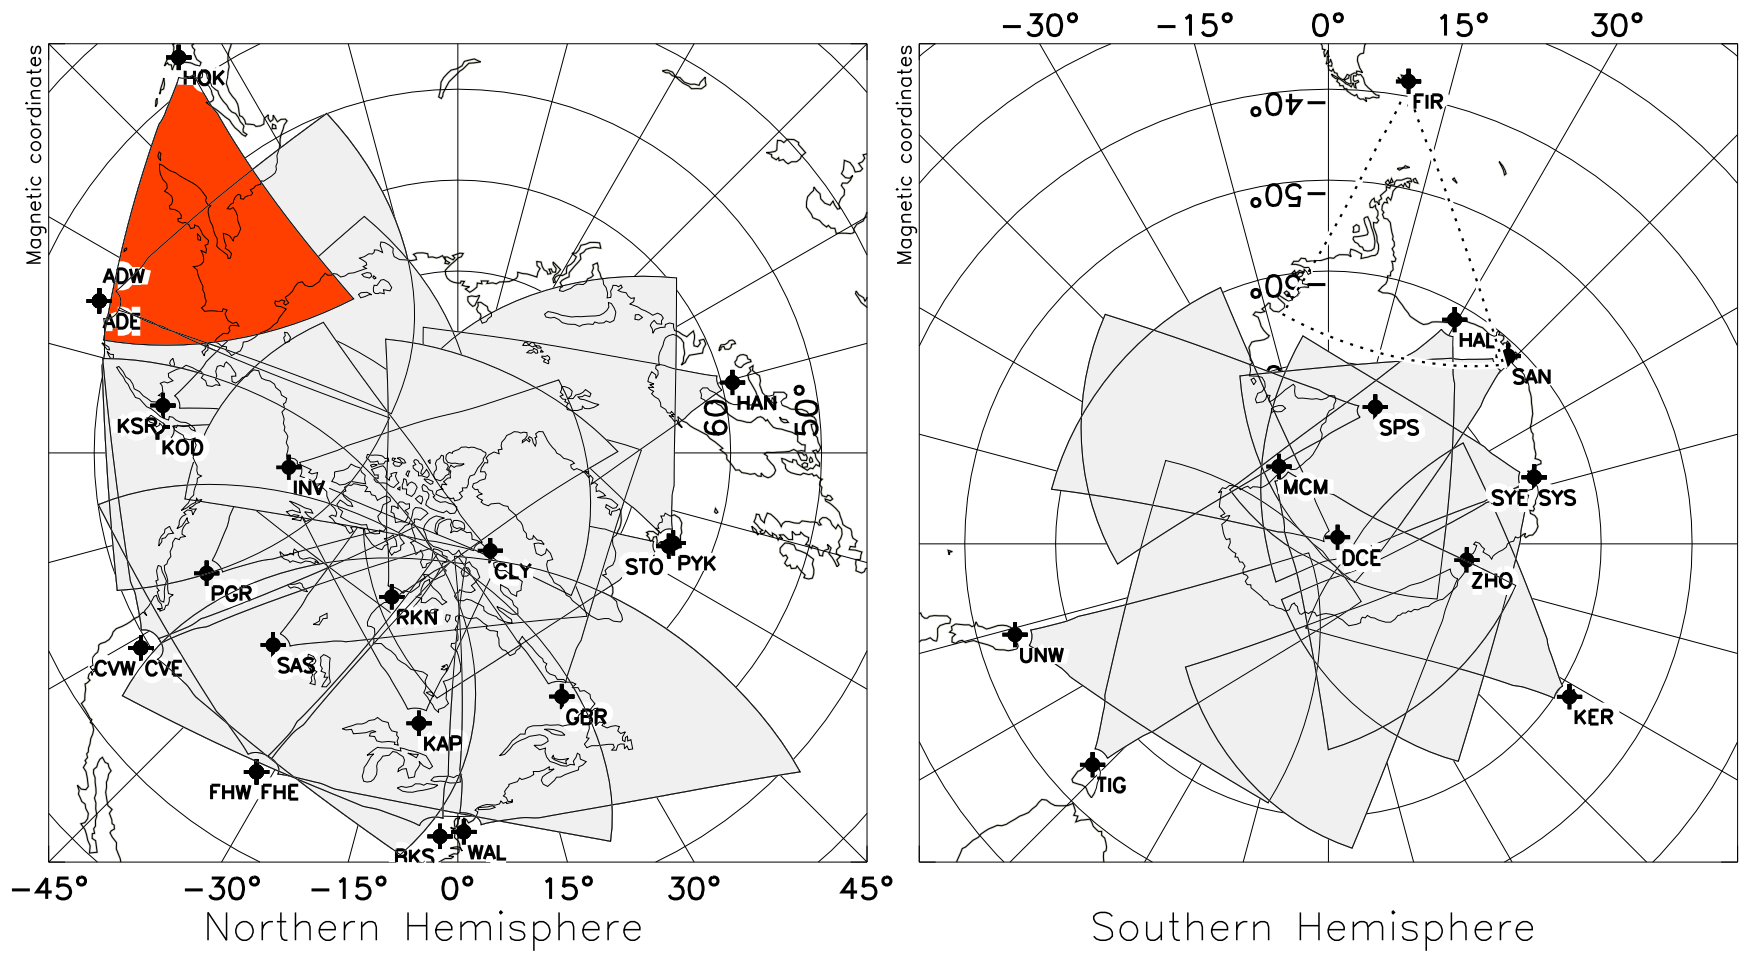 −30° −15° 0° 15° 30°
Magnetic coordinates
Magnetic coordinates
HOK
FIR
−40°
−50°
ADW
ADE
−60°
HAL
SAN
HAN
60
50°
KSR
KOD
SPS
INV
MCM
SYE SYS
DCE
CLY
STO PYK
ZHO
PGR
RKN
SAS
CVW CVE
UNW
GBR
KER
KAP
FHW FHE
TIG
BKS WAL
−45° −30° −15° 0° 15° 30° 45°
Northern Hemisphere
Southern Hemisphere